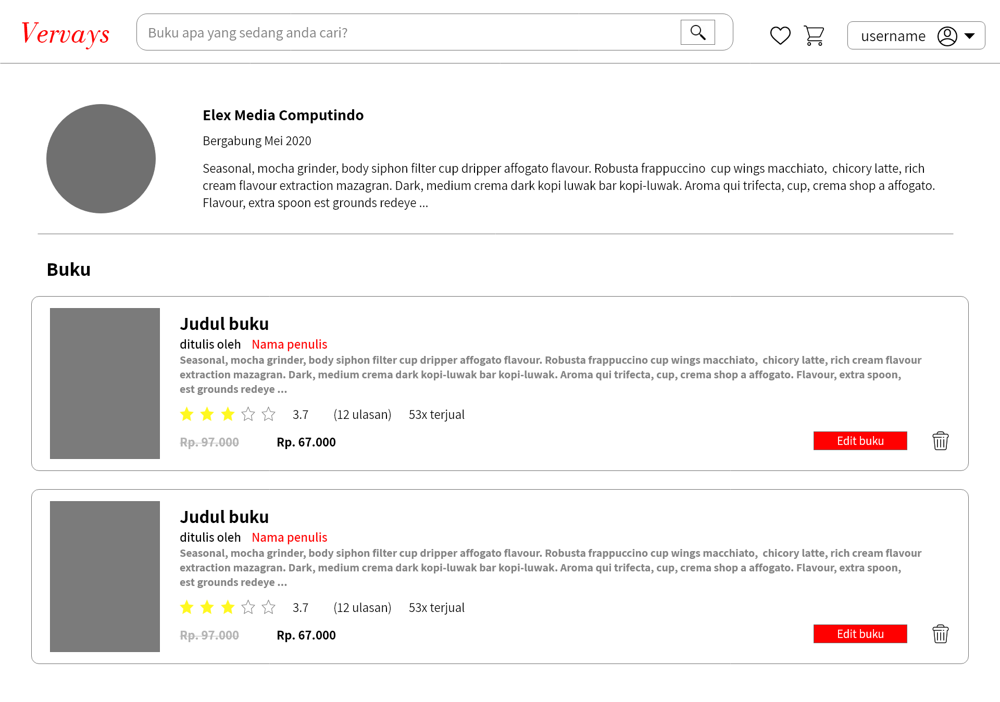 Vervays
Buku apa yang sedang anda cari?
username
Elex Media Computindo
Bergabung Mei 2020
Seasonal, mocha grinder, body siphon filter cup dripper affogato flavour. Robusta frappuccino cup wings macchiato, chicory latte, rich
cream flavour extraction mazagran. Dark, medium crema dark kopi luwak bar kopi-luwak. Aroma qui trifecta, cup, crema shop a affogato.
Flavour, extra spoon est grounds redeye ...
Buku
Judul buku
ditulis oleh Nama penulis
Seasonal, mocha grinder, body siphon filter cup dripper affogato flavour. Robusta frappuccino cup wings macchiato, chicory latte, rich cream flavour
extraction mazagran. Dark, medium crema dark kopi-luwak bar kopi-luwak. Aroma qui trifecta, cup, crema shop a affogato. Flavour, extra spoon,
est grounds redeye ...
3.7 (12 ulasan) 53x terjual
Rp. 97.000 Rp. 67.000 Edit buku
Judul buku
ditulis oleh Nama penulis
Seasonal, mocha grinder, body siphon filter cup dripper affogato flavour. Robusta frappuccino cup wings macchiato, chicory latte, rich cream flavour
extraction mazagran. Dark, medium crema dark kopi-luwak bar kopi-luwak. Aroma qui trifecta, cup, crema shop a affogato. Flavour, extra spoon,
est grounds redeye ...
3.7 (12 ulasan) 53x terjual
Rp. 97.000 Rp. 67.000 Edit buku